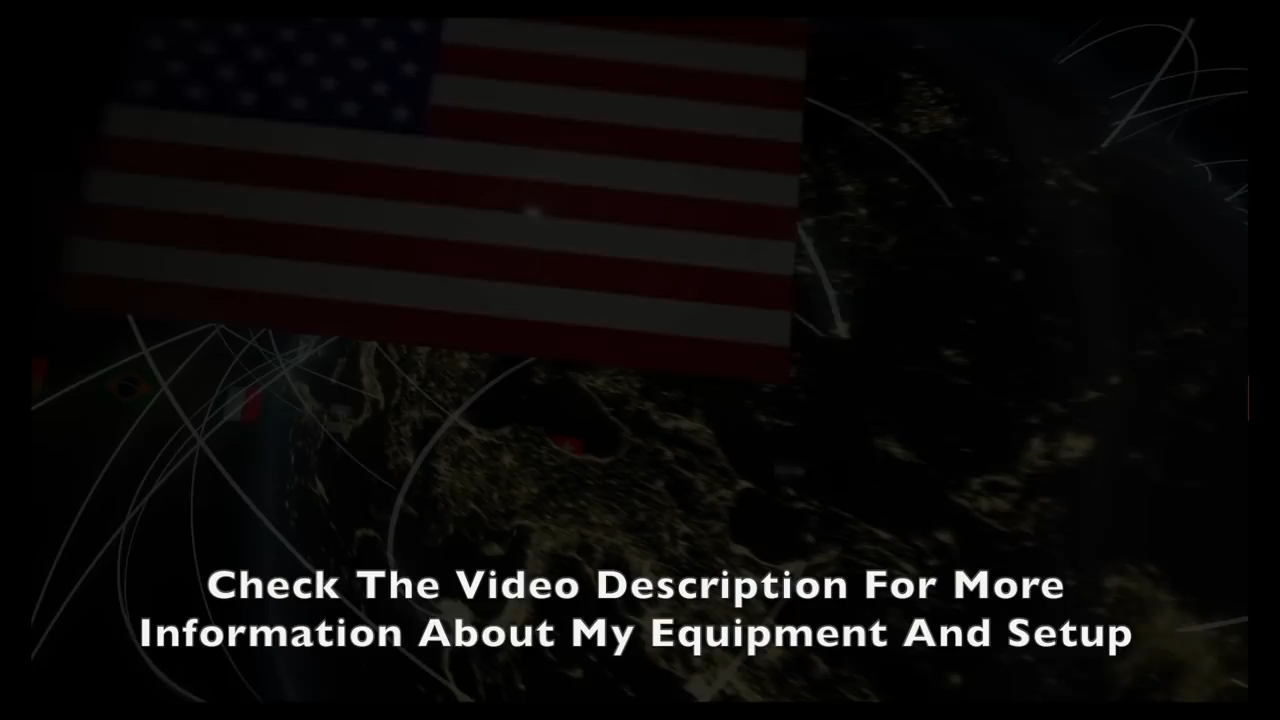 Check The Video Description For More
Information About My Equipment And Setup